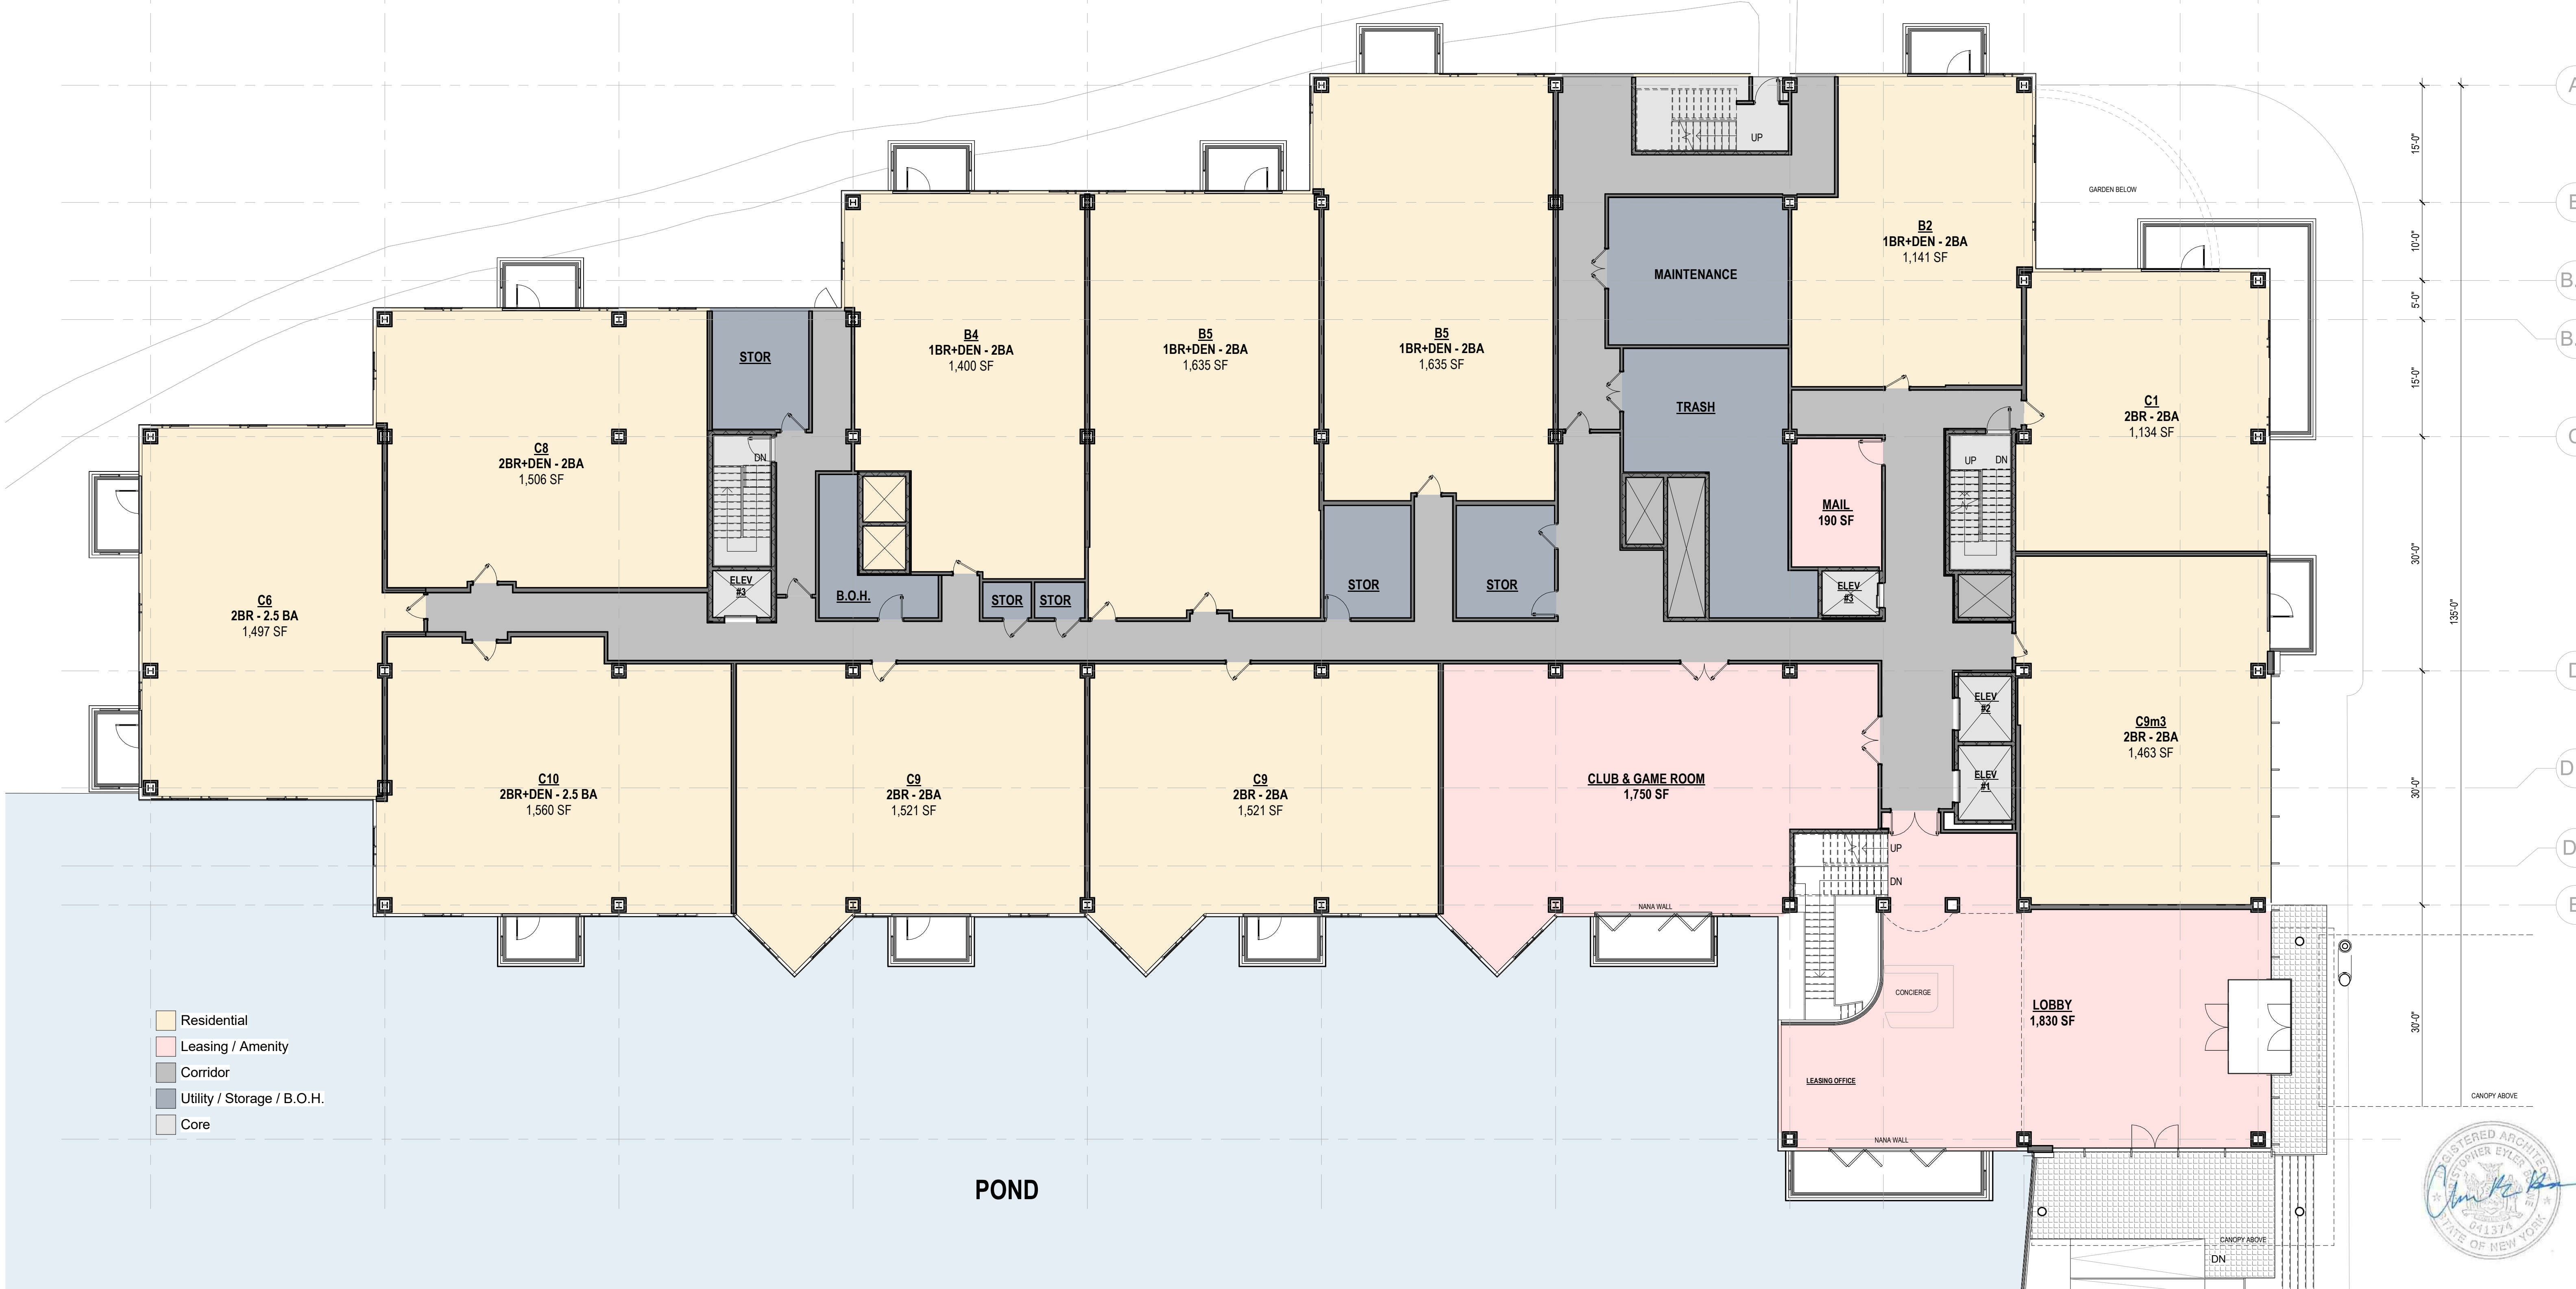 A
15'-0"
UP
GARDEN BELOW
B2
1BR+DEN - 2BA
1,141 SF
10'-0"
MAINTENANCE
5'-0"
B4
1BR+DEN - 2BA
1,400 SF
B5
1BR+DEN - 2BA
1,635 SF
B5
1BR+DEN - 2BA
1,635 SF
STOR
15'-0"
TRASH
C1
2BR - 2BA
1,134 SF
C8
2BR+DEN - 2BA
1,506 SF
DN
UP
DN
MAIL
190 SF
30'-0"
ELEV
#3
B.O.H.
STOR
STOR
STOR
STOR
ELEV
#3
C6
2BR - 2.5 BA
1,497 SF
135'-0"
ELEV
#2
C9m3
2BR - 2BA
1,463 SF
C10
2BR+DEN - 2.5 BA
1,560 SF
C9
2BR - 2BA
1,521 SF
C9
2BR - 2BA
1,521 SF
CLUB & GAME ROOM
1,750 SF
ELEV
#1
30'-0"
UP
DN
NANA WALL
CONCIERGE
LOBBY
1,830 SF
30'-0"
LEASING OFFICE
Residential
Leasing / Amenity
Corridor
Utility / Storage / B.O.H.
Core
CANOPY ABOVE
NANA WALL
POND
CANOPY ABOVE
DN
REGISTERED ARCHITECT
041374
STATE OF NEW YORK